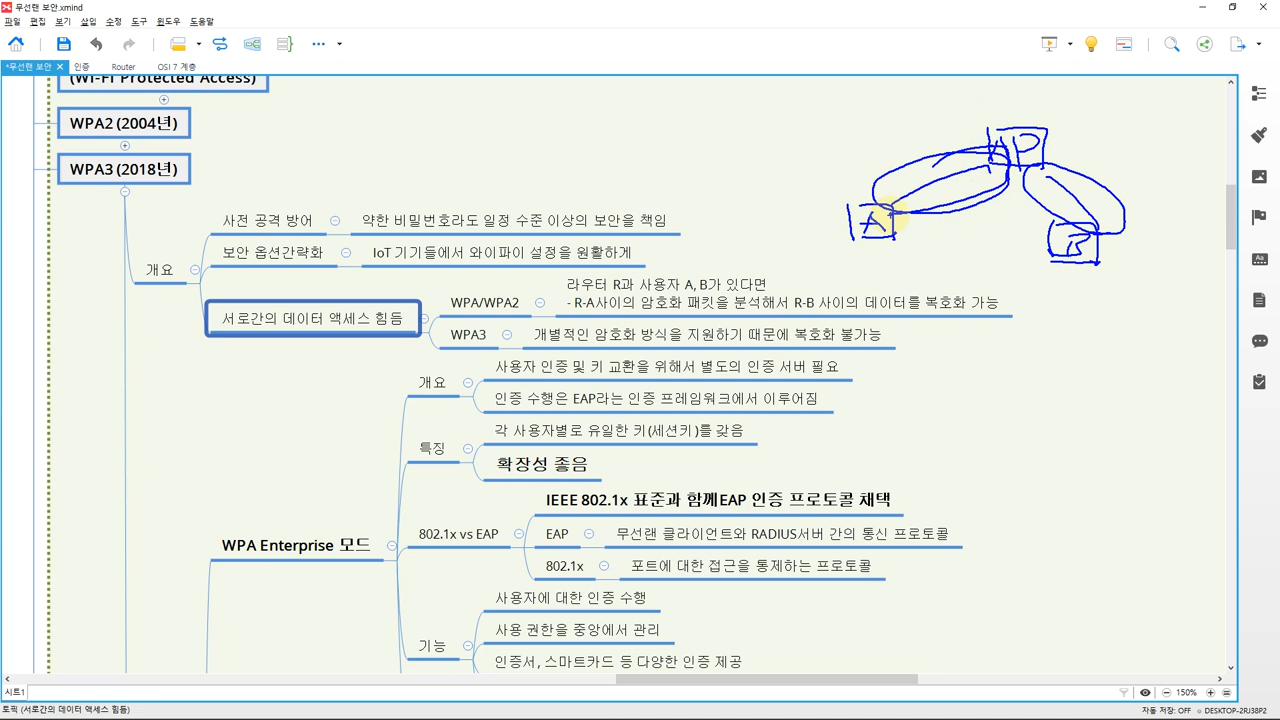 무선랜 보안.xmind
파일 편집 보기 삽입 수정 도구 윈도우 도움말
*무선랜 보안 인증 Router OSI 7 계층
(Wi-Fi Protected Access)
WPA2 (2004년)
WPA3 (2018년)
AP
A
B
개요
사전 공격 방어
약한 비밀번호라도 일정 수준 이상의 보안을 책임
보안 옵션간략화
IoT 기기들에서 와이파이 설정을 원활하게
서로간의 데이터 액세스 힘듬
WPA/WPA2
라우터 R과 사용자 A, B가 있다면
- R-A사이의 암호화 패킷을 분석해서 R-B 사이의 데이터를 복호화 가능
WPA3
개별적인 암호화 방식을 지원하기 때문에 복호화 불가능
WPA Enterprise 모드
개요
사용자 인증 및 키 교환을 위해서 별도의 인증 서버 필요
인증 수행은 EAP라는 인증 프레임워크에서 이루어짐
특징
각 사용자별로 유일한 키(세션키)를 갖음
확장성 좋음
802.1x vs EAP
IEEE 802.1x 표준과 함께EAP 인증 프로토콜 채택
EAP
무선랜 클라이언트와 RADIUS서버 간의 통신 프로토콜
802.1x
포트에 대한 접근을 통제하는 프로토콜
기능
사용자에 대한 인증 수행
사용 권한을 중앙에서 관리
인증서, 스마트카드 등 다양한 인증 제공
시트1
150%
토픽 (서로간의 데이터 액세스 힘듬)
자동 저장: OFF
DESKTOP-2RJ38P2